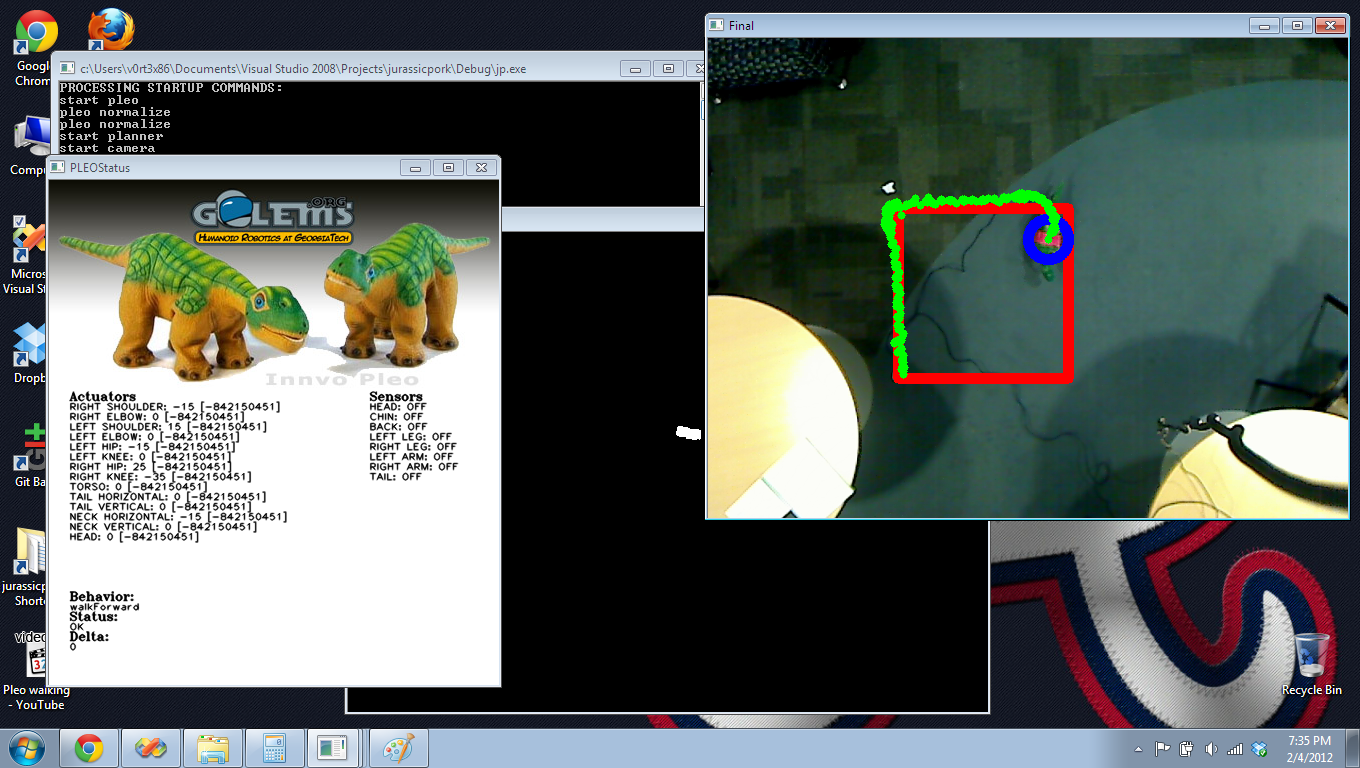 Final
c:\Users\v0rt3x86\Documents\Visual Studio 2008\Projects\jurassicpork\Debug\jp.exe
PROCESSING STARTUP COMMANDS:
start pleo
pleo normalize
pleo normalize
start planner
start camera
PLEOStatus
GOLEMS.ORG
HUMANOID ROBOTICS AT GEORGIATECH
Innvo Pleo
Actuators
RIGHT SHOULDER: -15 [-842150451]
RIGHT ELBOW: 0 [-842150451]
LEFT SHOULDER: 15 [-842150451]
LEFT ELBOW: 0 [-842150451]
LEFT HIP: -15 [-842150451]
LEFT KNEE: 0 [-842150451]
RIGHT HIP: 25 [-842150451]
RIGHT KNEE: -35 [-842150451]
TORSO: 0 [-842150451]
TAIL HORIZONTAL: 0 [-842150451]
TAIL VERTICAL: 0 [-842150451]
NECK HORIZONTAL: -15 [-842150451]
NECK VERTICAL: 0 [-842150451]
HEAD: 0 [-842150451]
Sensors
HEAD: OFF
CHIN: OFF
BACK: OFF
LEFT LEG: OFF
RIGHT LEG: OFF
LEFT ARM: OFF
RIGHT ARM: OFF
TAIL: OFF
Behavior:
walkForward
Status:
OK
Delta:
0
Googl
Chrom
Compu
Micros
Visual St
Dropb
Git Ba
jurassicp
Shorte
video
Pleo walking
- YouTube
Recycle Bin
7:35 PM
2/4/2012